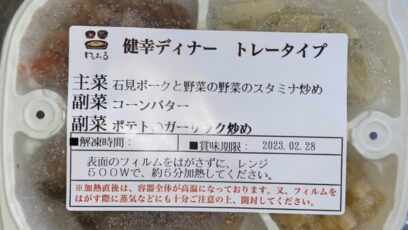 健幸ディナー トレータイプ
主菜 石見ポークと野菜の野菜のスタミナ炒め
副菜 コーンバター
副菜 ポテトのガーリック炒め
■解凍時間: ■賞味期限: 2023.02.28
表面のフィルムをはがさずに、レンジ
500Wで、約5分加熱してください。
※加熱直後は、容器全体が高温になっております。又、フィルムを
はがす際に蒸気などにも十分ご注意の上、開封してください。